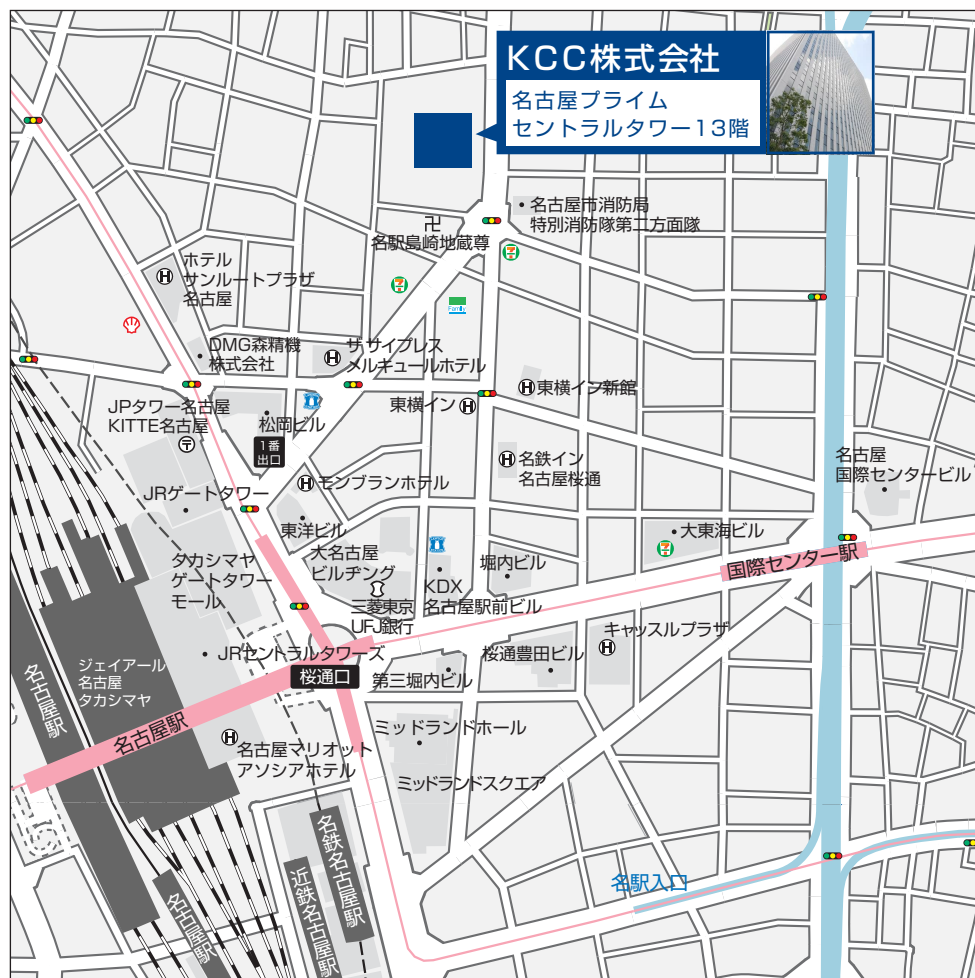 KCC株式会社
名古屋プライム
セントラルタワー13階
名古屋市消防局
特別消防隊第二方面隊
卍
名駅島崎地蔵尊
7
7
Family
H
ホテル
サンルートプラザ
名古屋
DMG森精機
株式会社
H
ザ サイプレス
メルキュールホテル
H
東横イン新館
東横イン
H
JPタワー名古屋
KITTE名古屋
〒
松岡ビル
1番
出口
H
名鉄イン
名古屋桜通
名古屋
国際センタービル
JRゲートタワー
H
モンブランホテル
東洋ビル
大名古屋
ビルヂング
7
大東海ビル
堀内ビル
KDX
名古屋駅前ビル
国際センター駅
タカシマヤ
ゲートタワー
モール
三菱東京
UFJ銀行
キャッスルプラザ
H
JRセントラルタワーズ
桜通口
第三堀内ビル
桜通豊田ビル
ジェイアール
名古屋
タカシマヤ
名古屋駅
名古屋駅
H
名古屋マリオット
アソシアホテル
ミッドランドホール
ミッドランドスクエア
名鉄名古屋駅
近鉄名古屋駅
名古屋駅
名駅入口